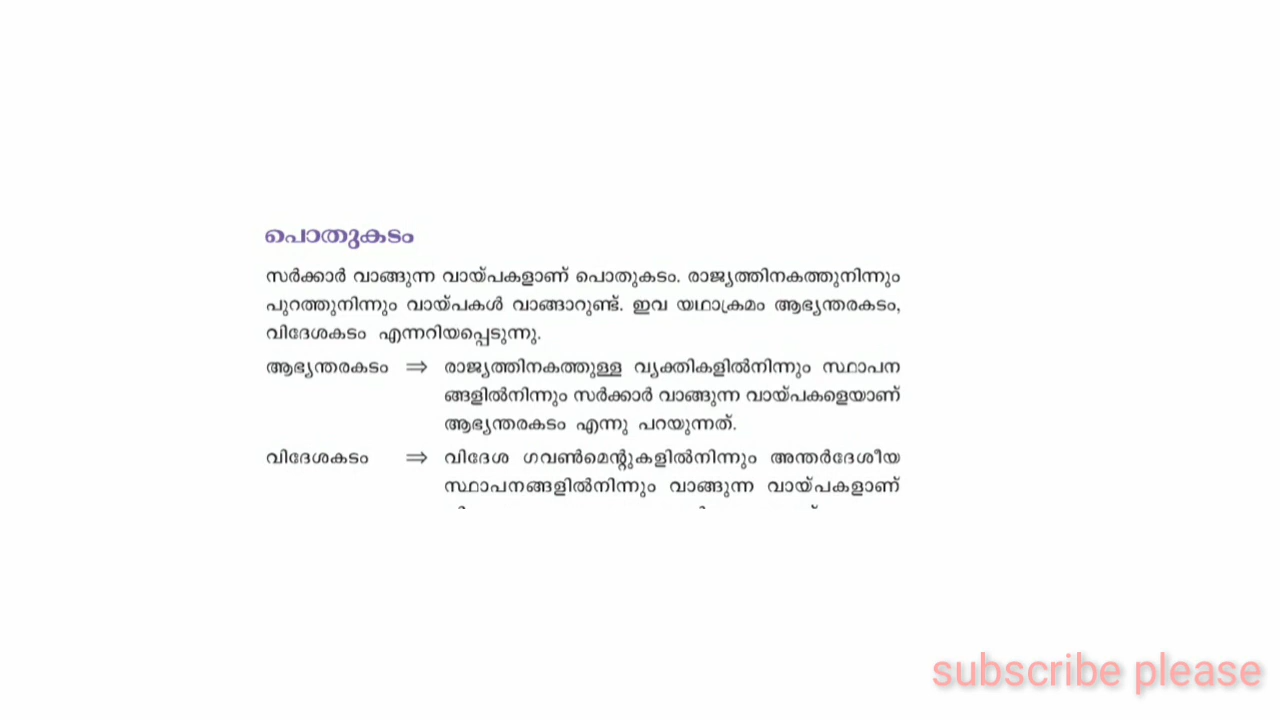 പൊതുകടം
സർക്കാർ വാങ്ങുന്ന വായ്പകളാണ് പൊതുകടം. രാജ്യത്തിനകത്തുനിന്നും
പുറത്തുനിന്നും വായ്പകൾ വാങ്ങാറുണ്ട്. ഇവ യഥാക്രമം ആഭ്യന്തരകടം,
വിദേശകടം എന്നറിയപ്പെടുന്നു.
ആഭ്യന്തരകടം ⇒ രാജ്യത്തിനകത്തുള്ള വ്യക്തികളിൽനിന്നും സ്ഥാപന
ങ്ങളിൽനിന്നും സർക്കാർ വാങ്ങുന്ന വായ്പകളെയാണ്
ആഭ്യന്തരകടം എന്നു പറയുന്നത്.
വിദേശകടം ⇒ വിദേശ ഗവൺമെന്റുകളിൽനിന്നും അന്തർദേശീയ
സ്ഥാപനങ്ങളിൽനിന്നും വാങ്ങുന്ന വായ്പകളാണ്
subscribe please